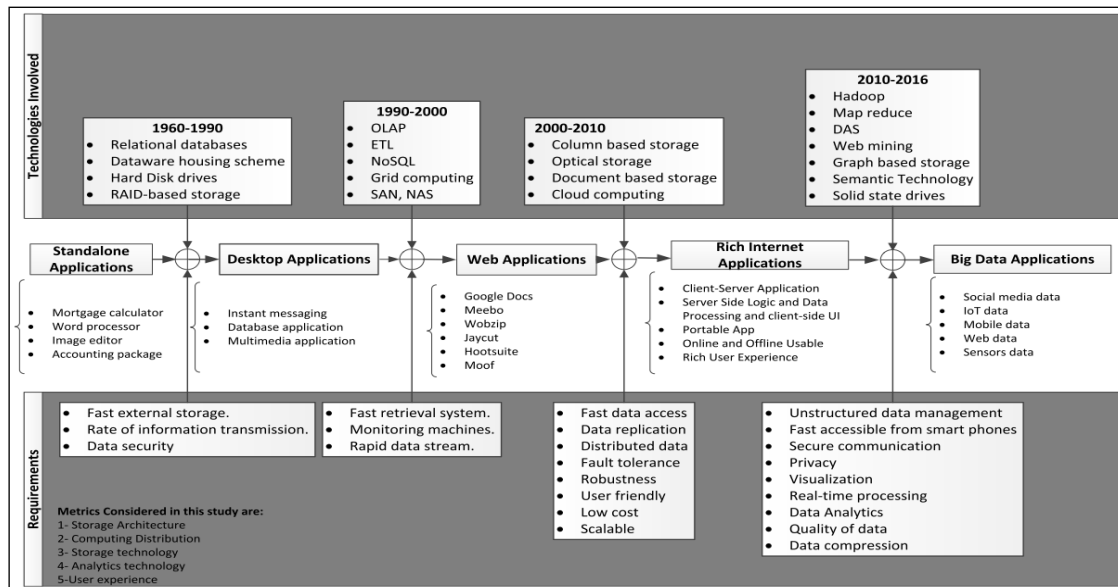 Technologies Involved
1960-1990
• Relational databases
• Dataware housing scheme
• Hard Disk drives
• RAID-based storage
1990-2000
• OLAP
• ETL
• NoSQL
• Grid computing
• SAN, NAS
2000-2010
• Column based storage
• Optical storage
• Document based storage
• Cloud computing
2010-2016
• Hadoop
• Map reduce
• DAS
• Web mining
• Graph based storage
• Semantic Technology
• Solid state drives
Standalone
Applications
Desktop Applications
Web Applications
Rich Internet
Applications
Big Data Applications
• Mortgage calculator
• Word processor
• Image editor
• Accounting package
• Instant messaging
• Database application
• Multimedia application
• Google Docs
• Meebo
• Wobzip
• Jaycut
• Hootsuite
• Moof
• Client-Server Application
• Server Side Logic and Data
Processing and client-side UI
• Portable App
• Online and Offline Usable
• Rich User Experience
• Social media data
• IoT data
• Mobile data
• Web data
• Sensors data
Requirements
• Fast external storage.
• Rate of information transmission.
• Data security
• Fast retrieval system.
• Monitoring machines.
• Rapid data stream.
• Fast data access
• Data replication
• Distributed data
• Fault tolerance
• Robustness
• User friendly
• Low cost
• Scalable
• Unstructured data management
• Fast accessible from smart phones
• Secure communication
• Privacy
• Visualization
• Real-time processing
• Data Analytics
• Quality of data
• Data compression
Metrics Considered in this study are:
1- Storage Architecture
2- Computing Distribution
3- Storage technology
4- Analytics technology
5-User experience